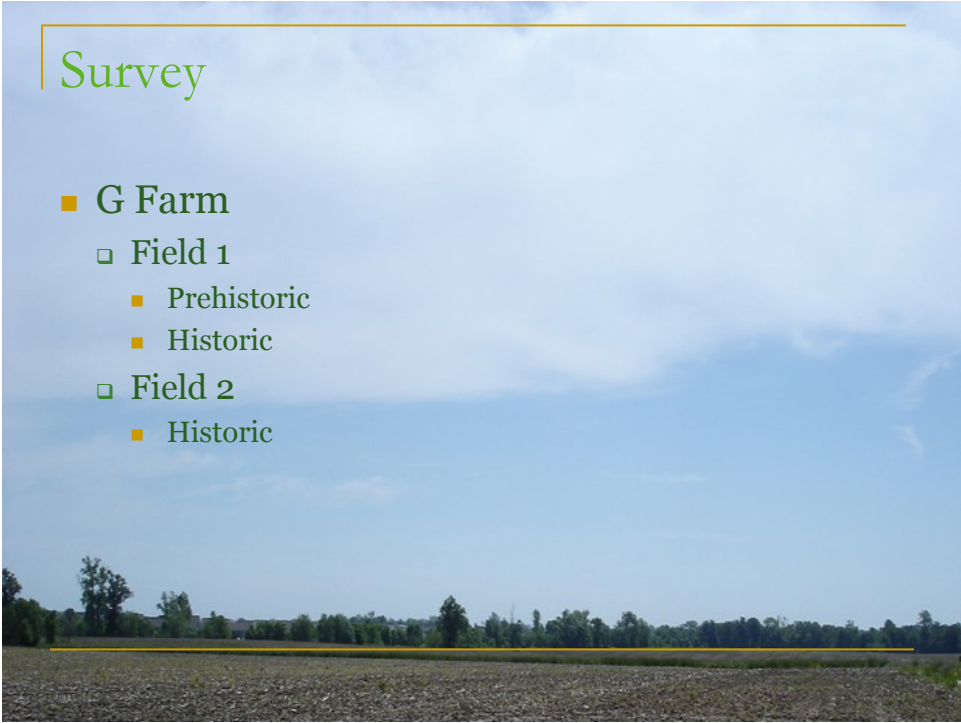 Survey
G Farm
Field 1
Prehistoric
Historic
Field 2
Historic